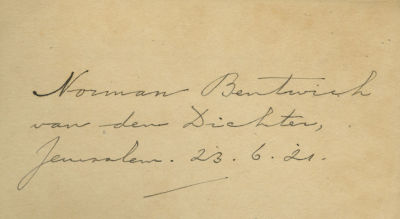 Norman Bentwich
van den Dichter,
Jerusalem. 23.6.21.